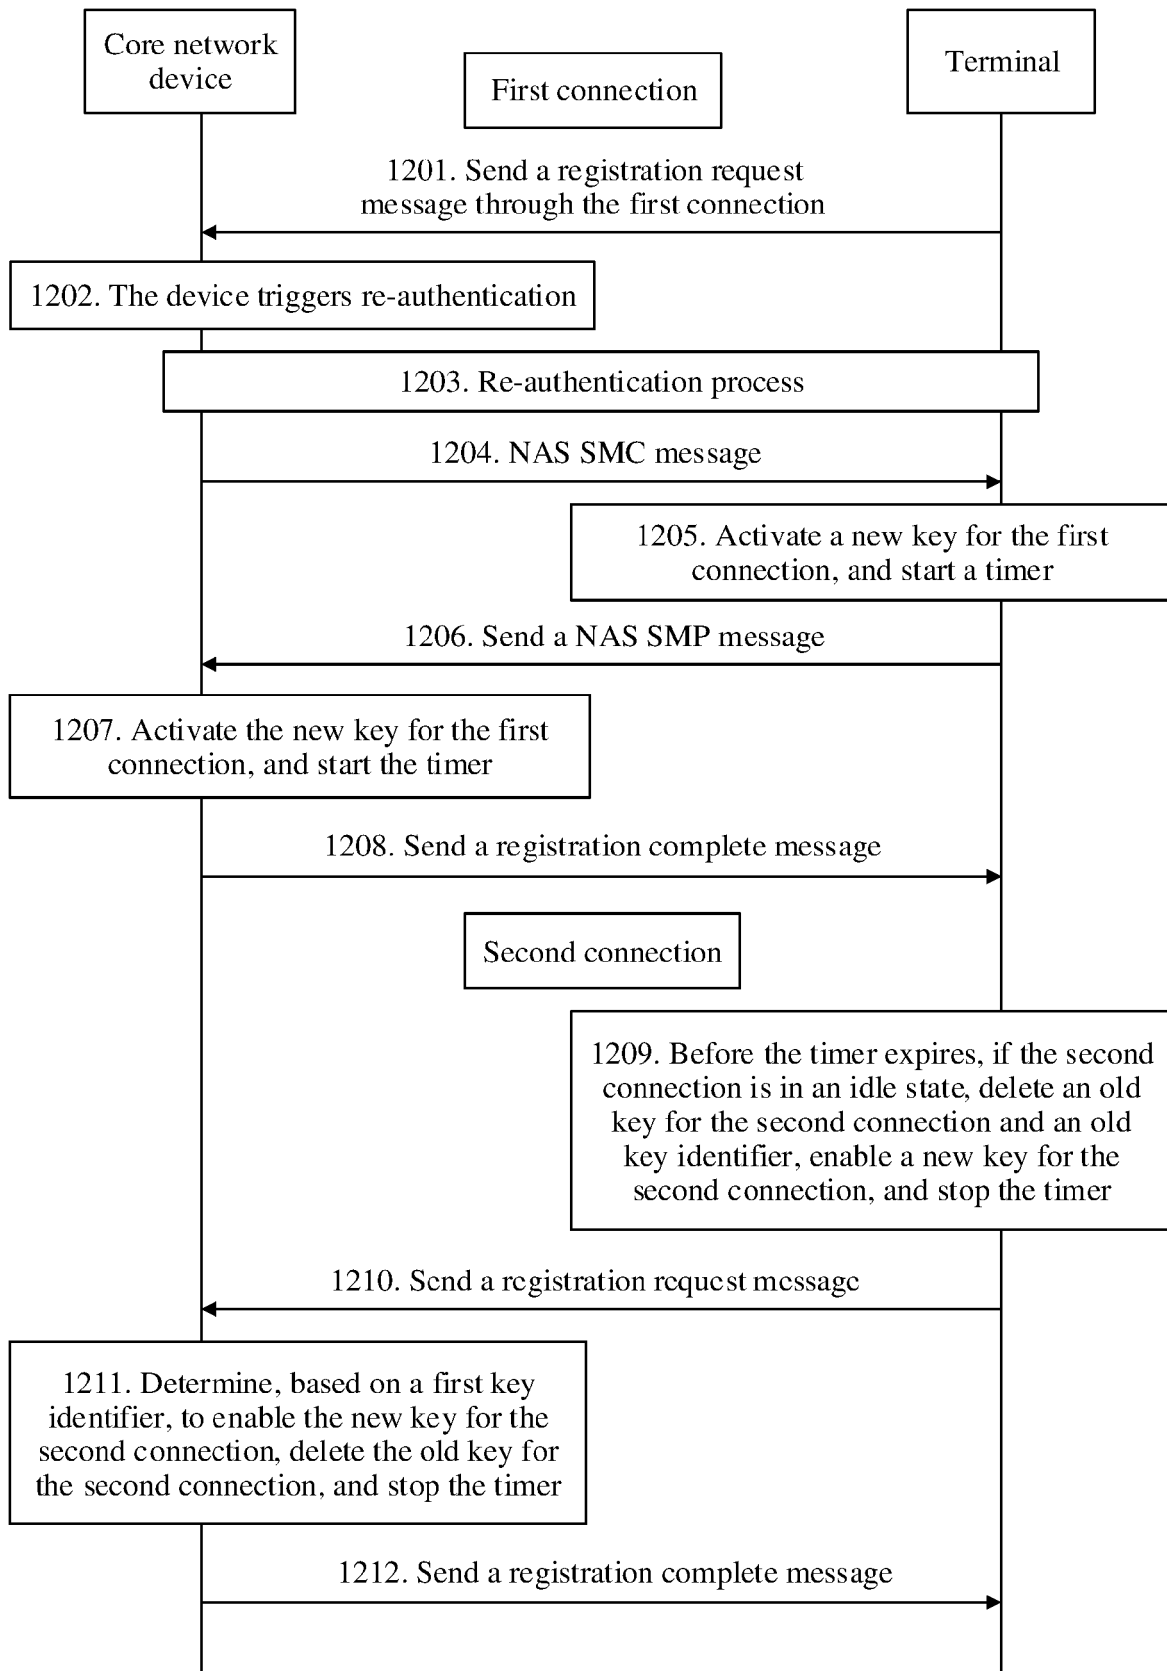 Core network
device
First connection
Terminal
1201. Send a registration request
message through the first connection
1202. The device triggers re-authentication
1203. Re-authentication process
1204. NAS SMC message
1205. Activate a new key for the first
connection, and start a timer
1206. Send a NAS SMP message
1207. Activate the new key for the first
connection, and start the timer
1208. Send a registration complete message
Second connection
1209. Before the timer expires, if the second
connection is in an idle state, delete an old
key for the second connection and an old
key identifier, enable a new key for the
second connection, and stop the timer
1210. Send a registration request message
1211. Determine, based on a first key
identifier, to enable the new key for the
second connection, delete the old key for
the second connection, and stop the timer
1212. Send a registration complete message